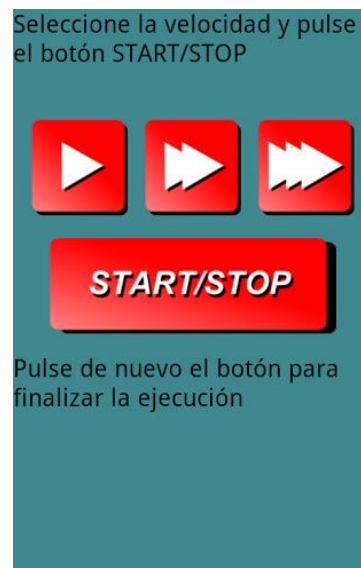 Seleccione la velocidad y pulse
el botón START/STOP
START/STOP
Pulse de nuevo el botón para
finalizar la ejecución